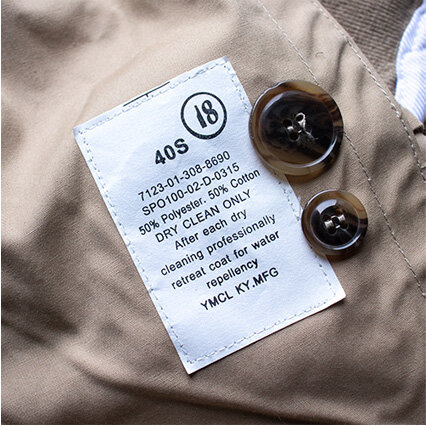 18
40S
7123-01-308-8690
SPO100-02-D-0315
50% Polyester. 50% Cotton
DRY CLEAN ONLY
After each dry
cleaning professionally
retreat coat for water
repellency
YMCL KY.MFG